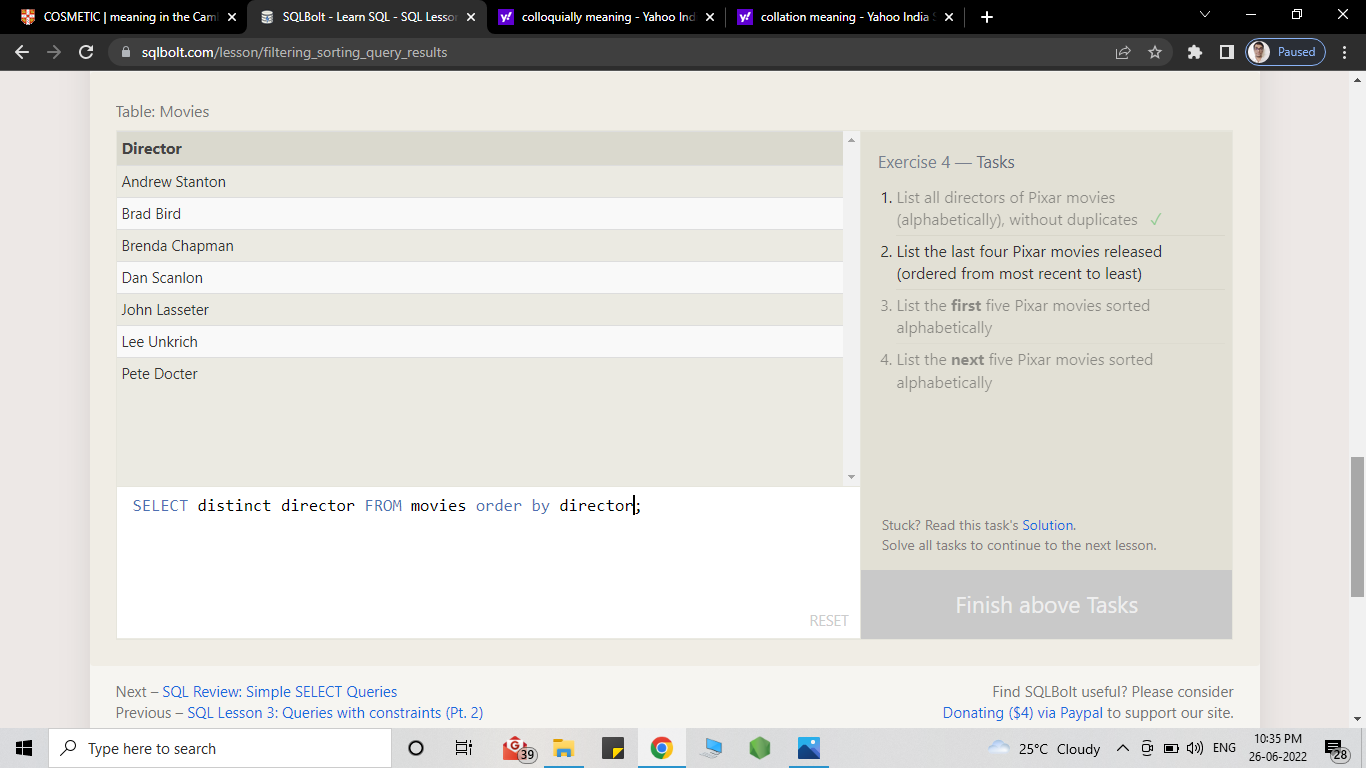 COSMETIC | meaning in the Cam
SQLBolt - Learn SQL - SQL Lesson
colloquially meaning - Yahoo Ind
collation meaning - Yahoo India S
sqlbolt.com/lesson/filtering_sorting_query_results
Paused
Table: Movies
Director
Andrew Stanton
Brad Bird
Brenda Chapman
Dan Scanlon
John Lasseter
Lee Unkrich
Pete Docter
SELECT distinct director FROM movies order by director;
RESET
Exercise 4 — Tasks
1. List all directors of Pixar movies
(alphabetically), without duplicates ✓
2. List the last four Pixar movies released
(ordered from most recent to least)
3. List the first five Pixar movies sorted
alphabetically
4. List the next five Pixar movies sorted
alphabetically
Stuck? Read this task's Solution.
Solve all tasks to continue to the next lesson.
Finish above Tasks
Next – SQL Review: Simple SELECT Queries
Previous – SQL Lesson 3: Queries with constraints (Pt. 2)
Find SQLBolt useful? Please consider
Donating ($4) via Paypal to support our site.
Type here to search
G
39
25°C Cloudy
ENG
10:35 PM
26-06-2022
28